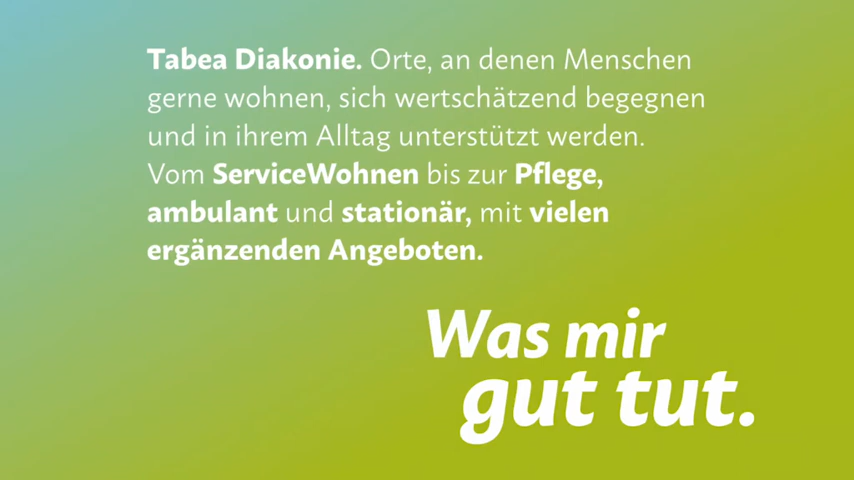 Tabea Diakonie. Orte, an denen Menschen
gerne wohnen, sich wertschätzend begegnen
und in ihrem Alltag unterstützt werden.
Vom ServiceWohnen bis zur Pflege,
ambulant und stationär, mit vielen
ergänzenden Angeboten.
Was mir
gut tut.